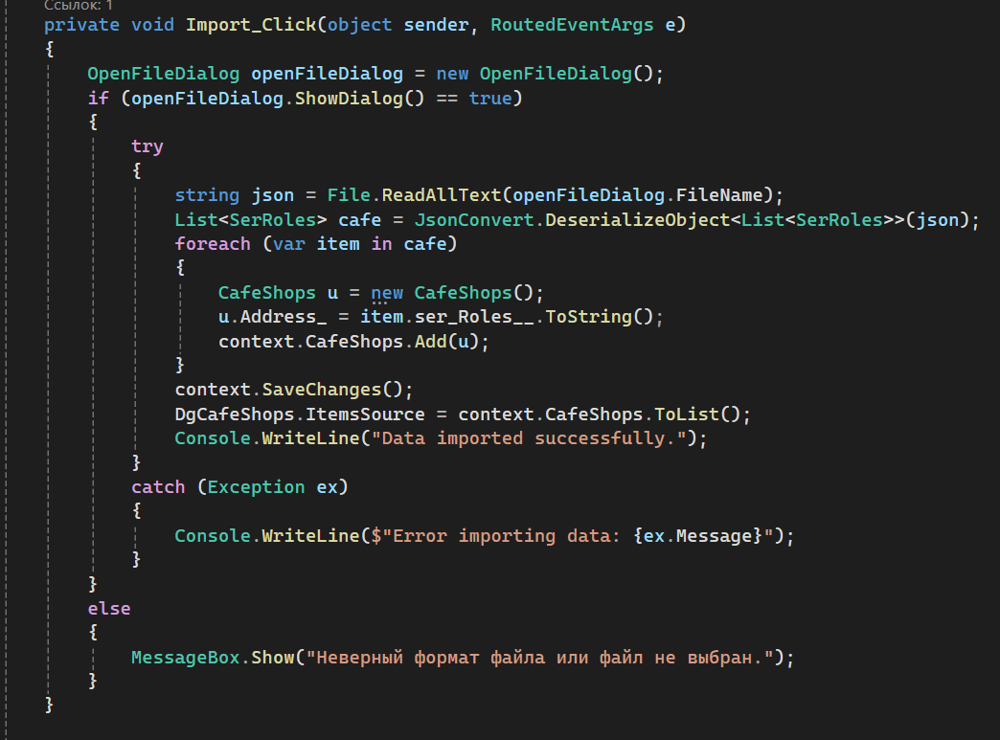 Ссылок: 1
private void Import_Click(object sender, RoutedEventArgs e)
{
OpenFileDialog openFileDialog = new OpenFileDialog();
if (openFileDialog.ShowDialog() == true)
{
try
{
string json = File.ReadAllText(openFileDialog.FileName);
List<SerRoles> cafe = JsonConvert.DeserializeObject<List<SerRoles>>(json);
foreach (var item in cafe)
{
CafeShops u = new CafeShops();
u.Address_ = item.ser_Roles__.ToString();
context.CafeShops.Add(u);
}
context.SaveChanges();
DgCafeShops.ItemsSource = context.CafeShops.ToList();
Console.WriteLine("Data imported successfully.");
}
catch (Exception ex)
{
Console.WriteLine($"Error importing data: {ex.Message}");
}
}
else
{
MessageBox.Show("Неверный формат файла или файл не выбран.");
}
}